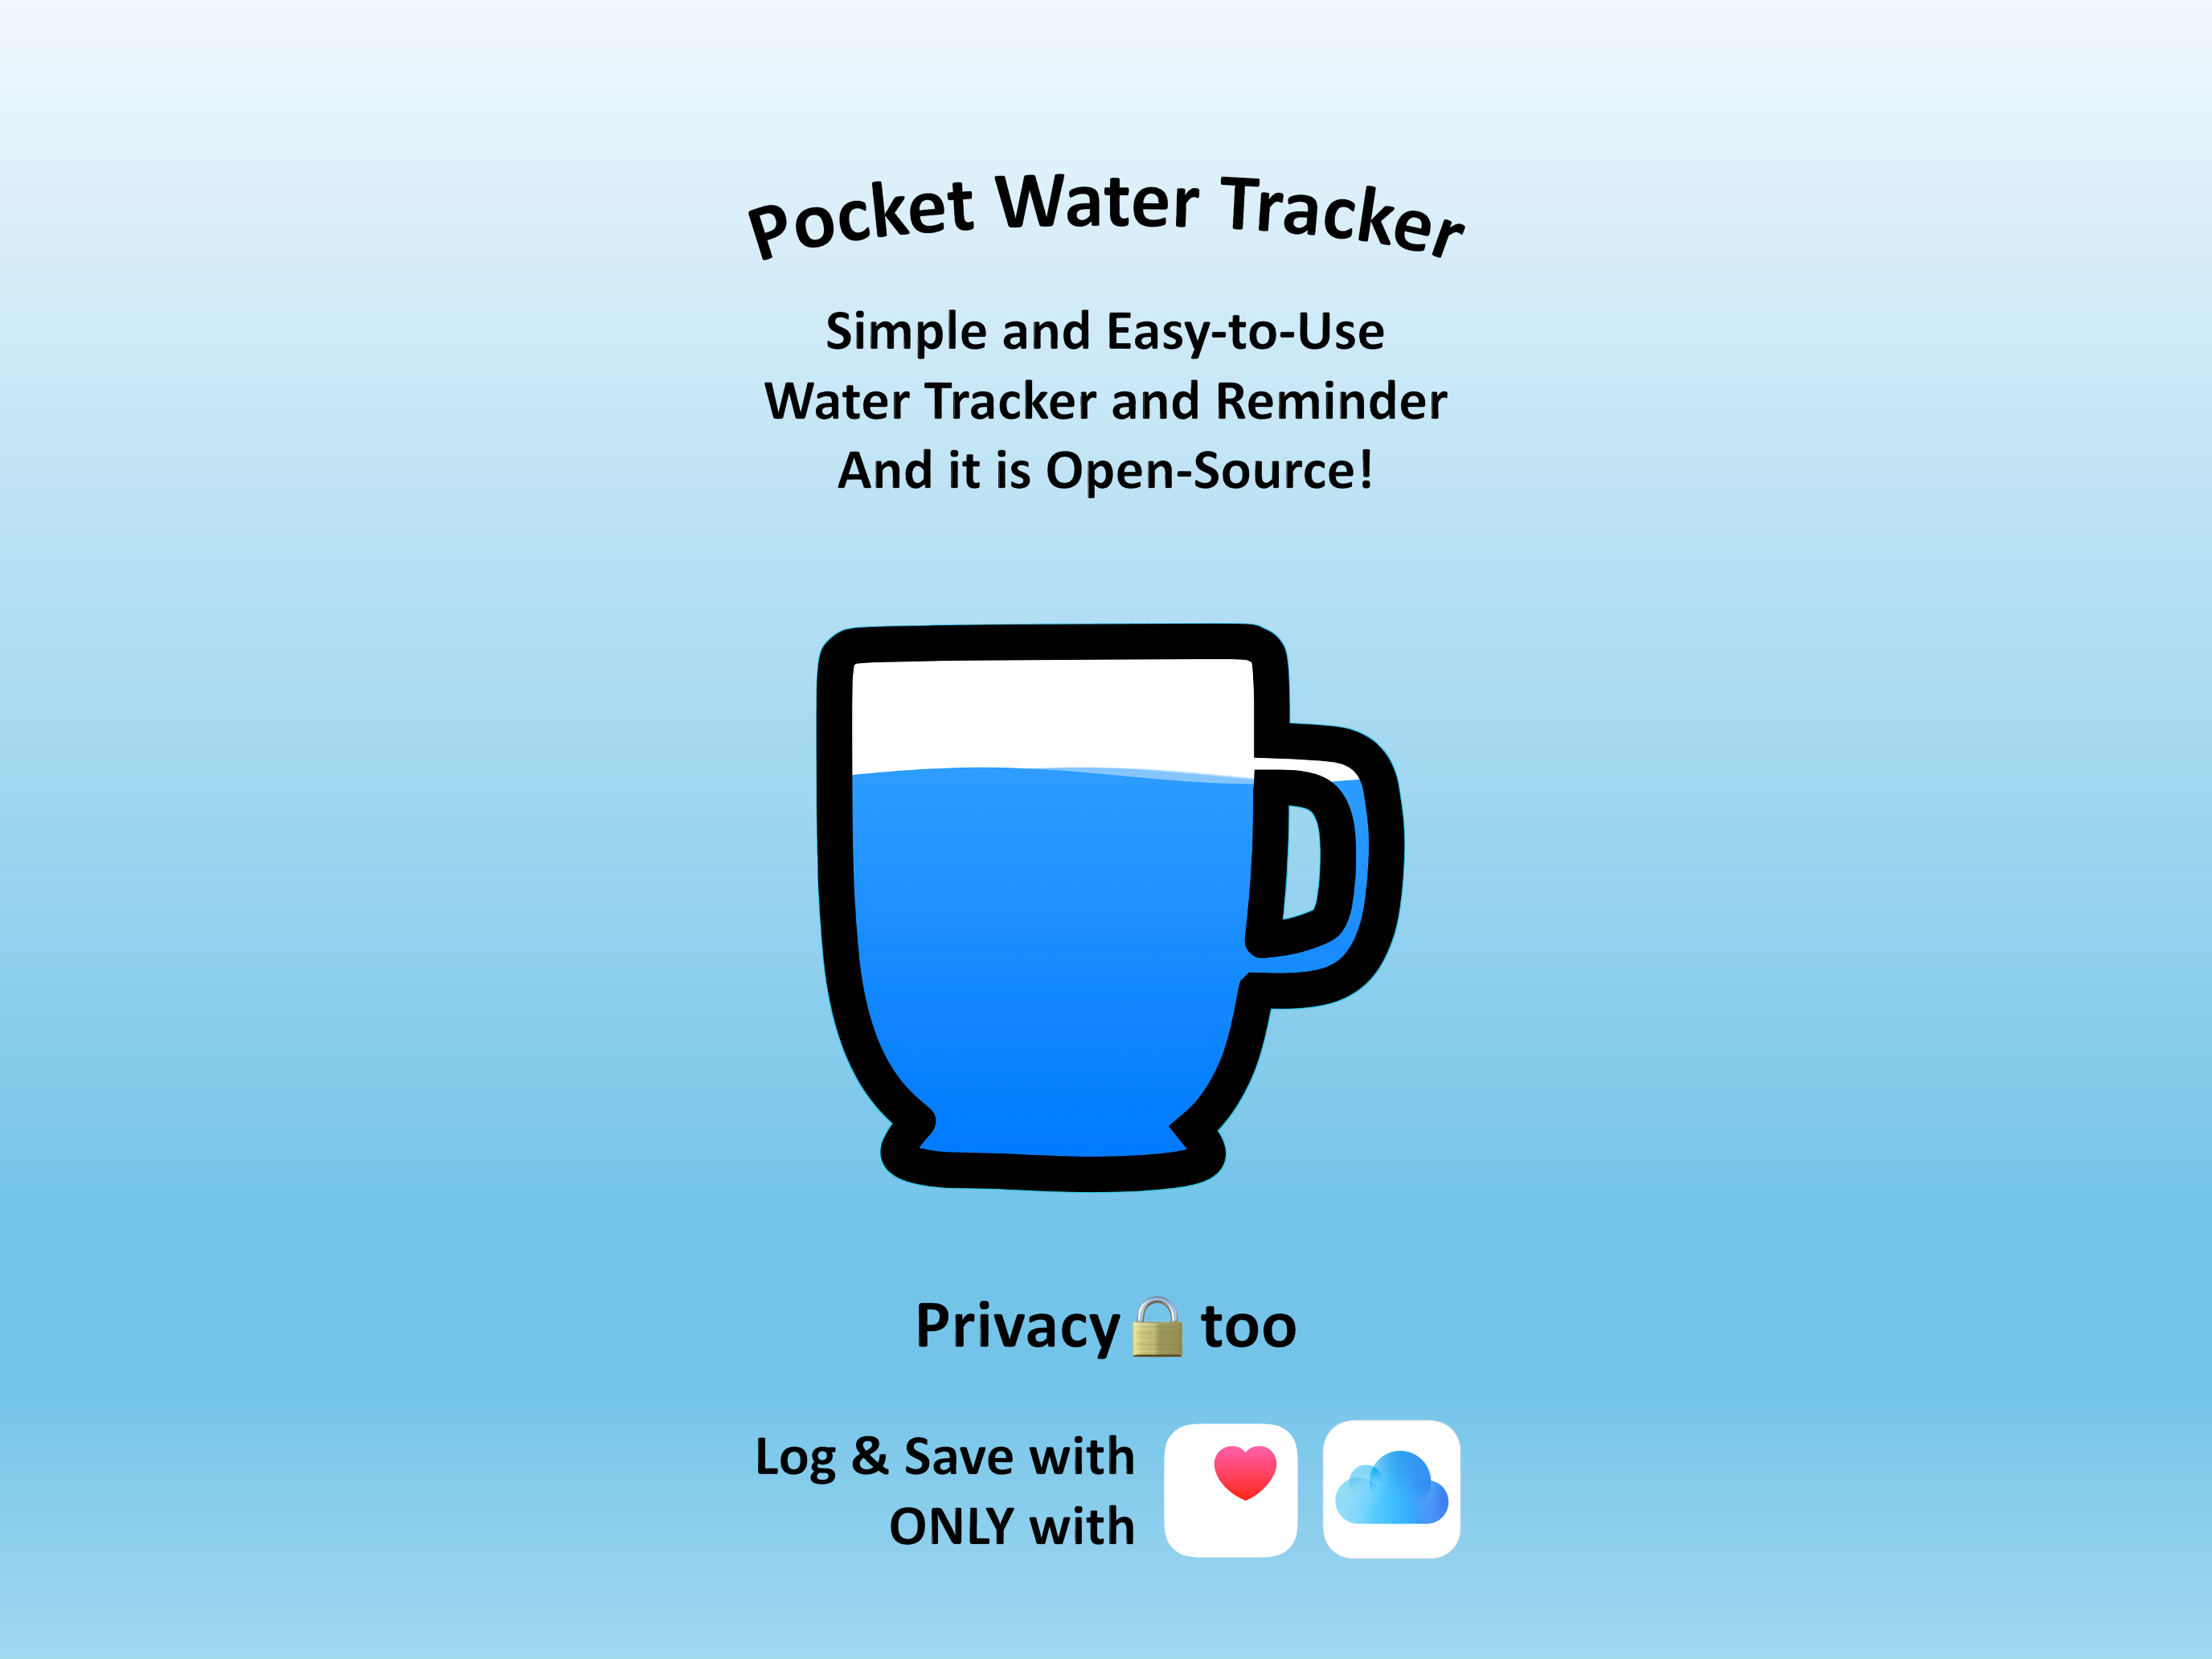 Pocket Water Tracker
Simple and Easy-to-Use
Water Tracker and Reminder
And it is Open-Source!
Privacy🔒 too
Log & Save with
ONLY with